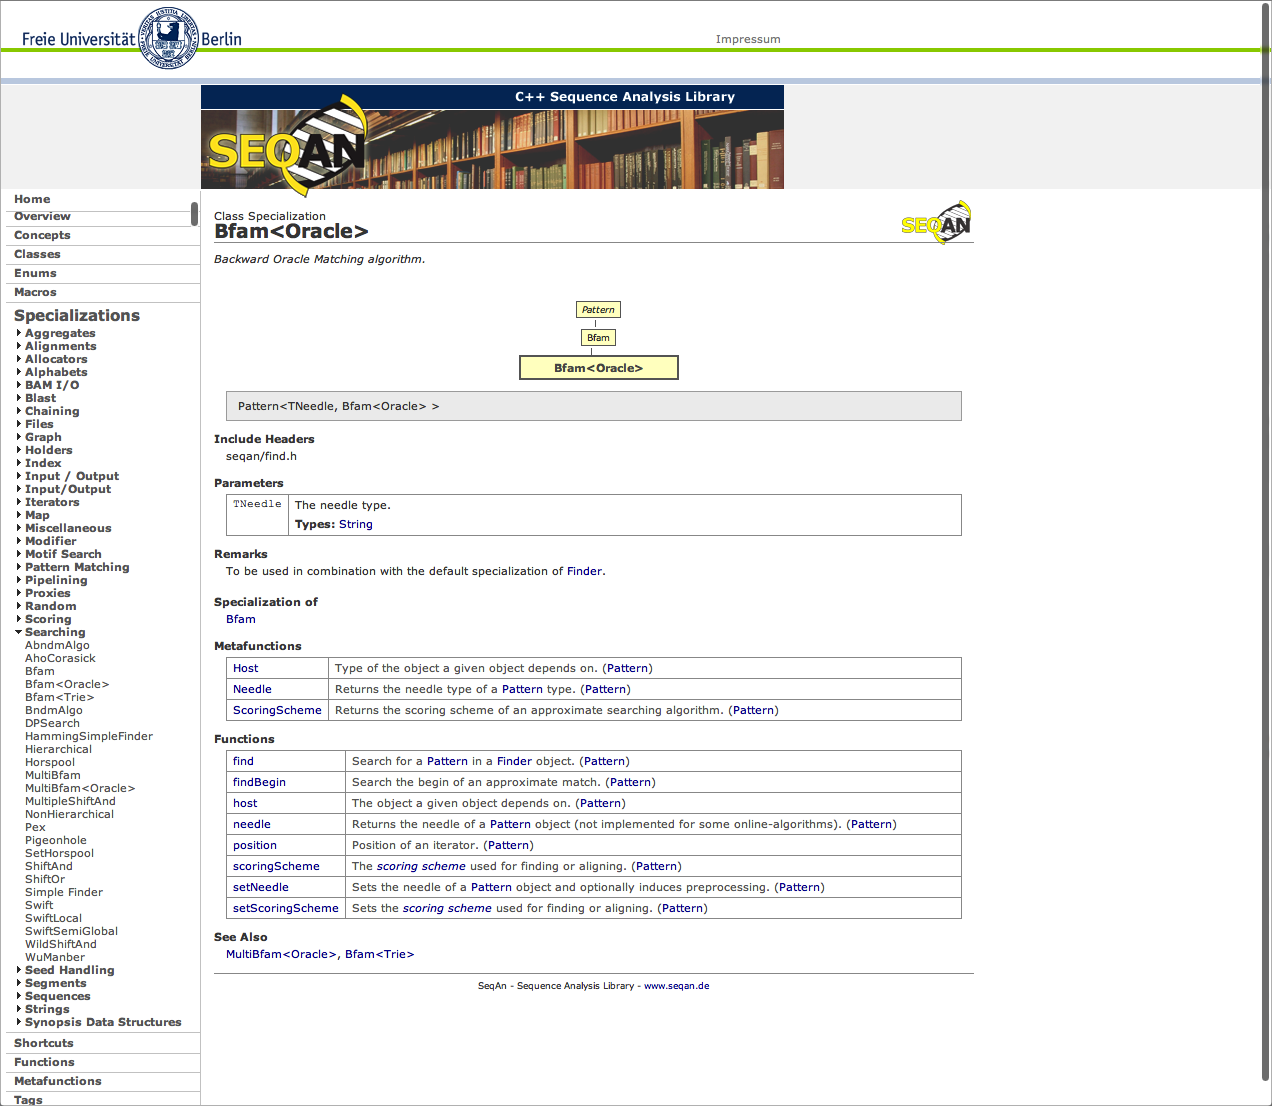 Freie Universität Berlin
Impressum
C++ Sequence Analysis Library
SEQAN
Home
Overview
Concepts
Classes
Enums
Macros
Specializations
Aggregates
Alignments
Allocators
Alphabets
BAM I/O
Blast
Chaining
Files
Graph
Holders
Index
Input / Output
Input/Output
Iterators
Map
Miscellaneous
Modifier
Motif Search
Pattern Matching
Pipelining
Proxies
Random
Scoring
Searching
AbndmAlgo
AhoCorasick
Bfam
Bfam<Oracle>
Bfam<Trie>
BndmAlgo
DPSearch
HammingSimpleFinder
Hierarchical
Horspool
MultiBfam
MultiBfam<Oracle>
MultipleShiftAnd
NonHierarchical
Pex
Pigeonhole
SetHorspool
ShiftAnd
ShiftOr
Simple Finder
Swift
SwiftLocal
SwiftSemiGlobal
WildShiftAnd
WuManber
Seed Handling
Segments
Sequences
Strings
Synopsis Data Structures
Shortcuts
Functions
Metafunctions
Tags
Class Specialization
Bfam<Oracle>
SEQAN
Backward Oracle Matching algorithm.
Pattern
Bfam
Bfam<Oracle>
Pattern<TNeedle, Bfam<Oracle> >
Include Headers
seqan/find.h
Parameters
TNeedle The needle type.
Types: String
Remarks
To be used in combination with the default specialization of Finder.
Specialization of
Bfam
Metafunctions
Host Type of the object a given object depends on. (Pattern)
Needle Returns the needle type of a Pattern type. (Pattern)
ScoringScheme Returns the scoring scheme of an approximate searching algorithm. (Pattern)
Functions
find Search for a Pattern in a Finder object. (Pattern)
findBegin Search the begin of an approximate match. (Pattern)
host The object a given object depends on. (Pattern)
needle Returns the needle of a Pattern object (not implemented for some online-algorithms). (Pattern)
position Position of an iterator. (Pattern)
scoringScheme The scoring scheme used for finding or aligning. (Pattern)
setNeedle Sets the needle of a Pattern object and optionally induces preprocessing. (Pattern)
setScoringScheme Sets the scoring scheme used for finding or aligning. (Pattern)
See Also
MultiBfam<Oracle>, Bfam<Trie>
SeqAn - Sequence Analysis Library - www.seqan.de